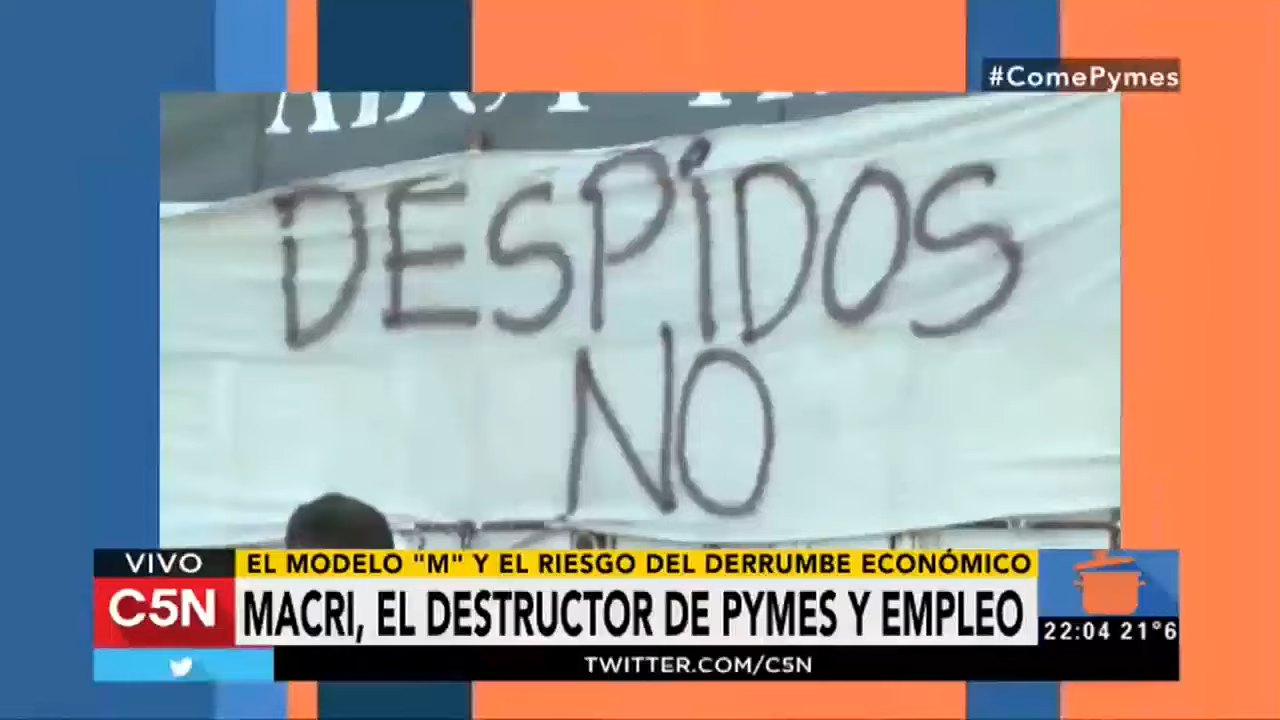 #ComePymes
DESPIDOS
NO
VIVO
EL MODELO "M" Y EL RIESGO DEL DERRUMBE ECONÓMICO
C5N
MACRI, EL DESTRUCTOR DE PYMES Y EMPLEO
22:04 21°6
TWITTER.COM/C5N